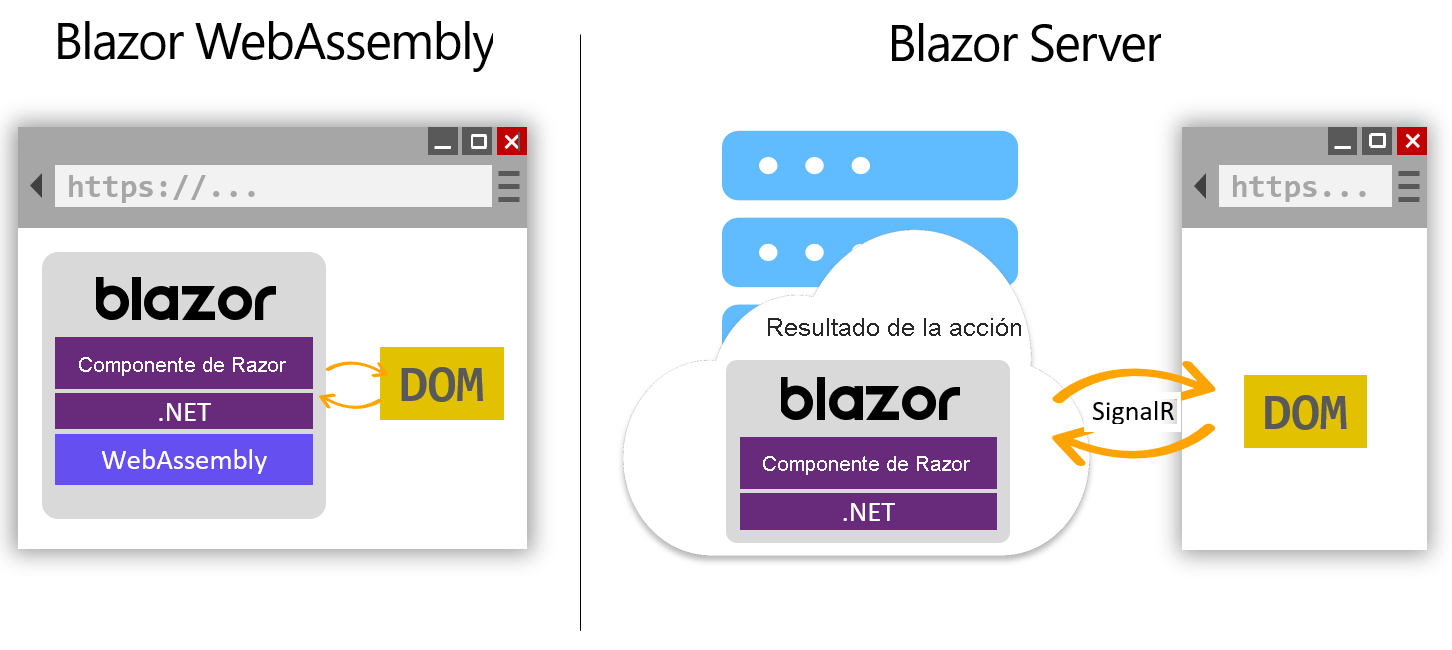 Blazor WebAssembly
https://...
blazor
Componente de Razor
.NET
WebAssembly
DOM
Blazor Server
Resultado de la acción
blazor
Componente de Razor
.NET
SignalR
https...
DOM